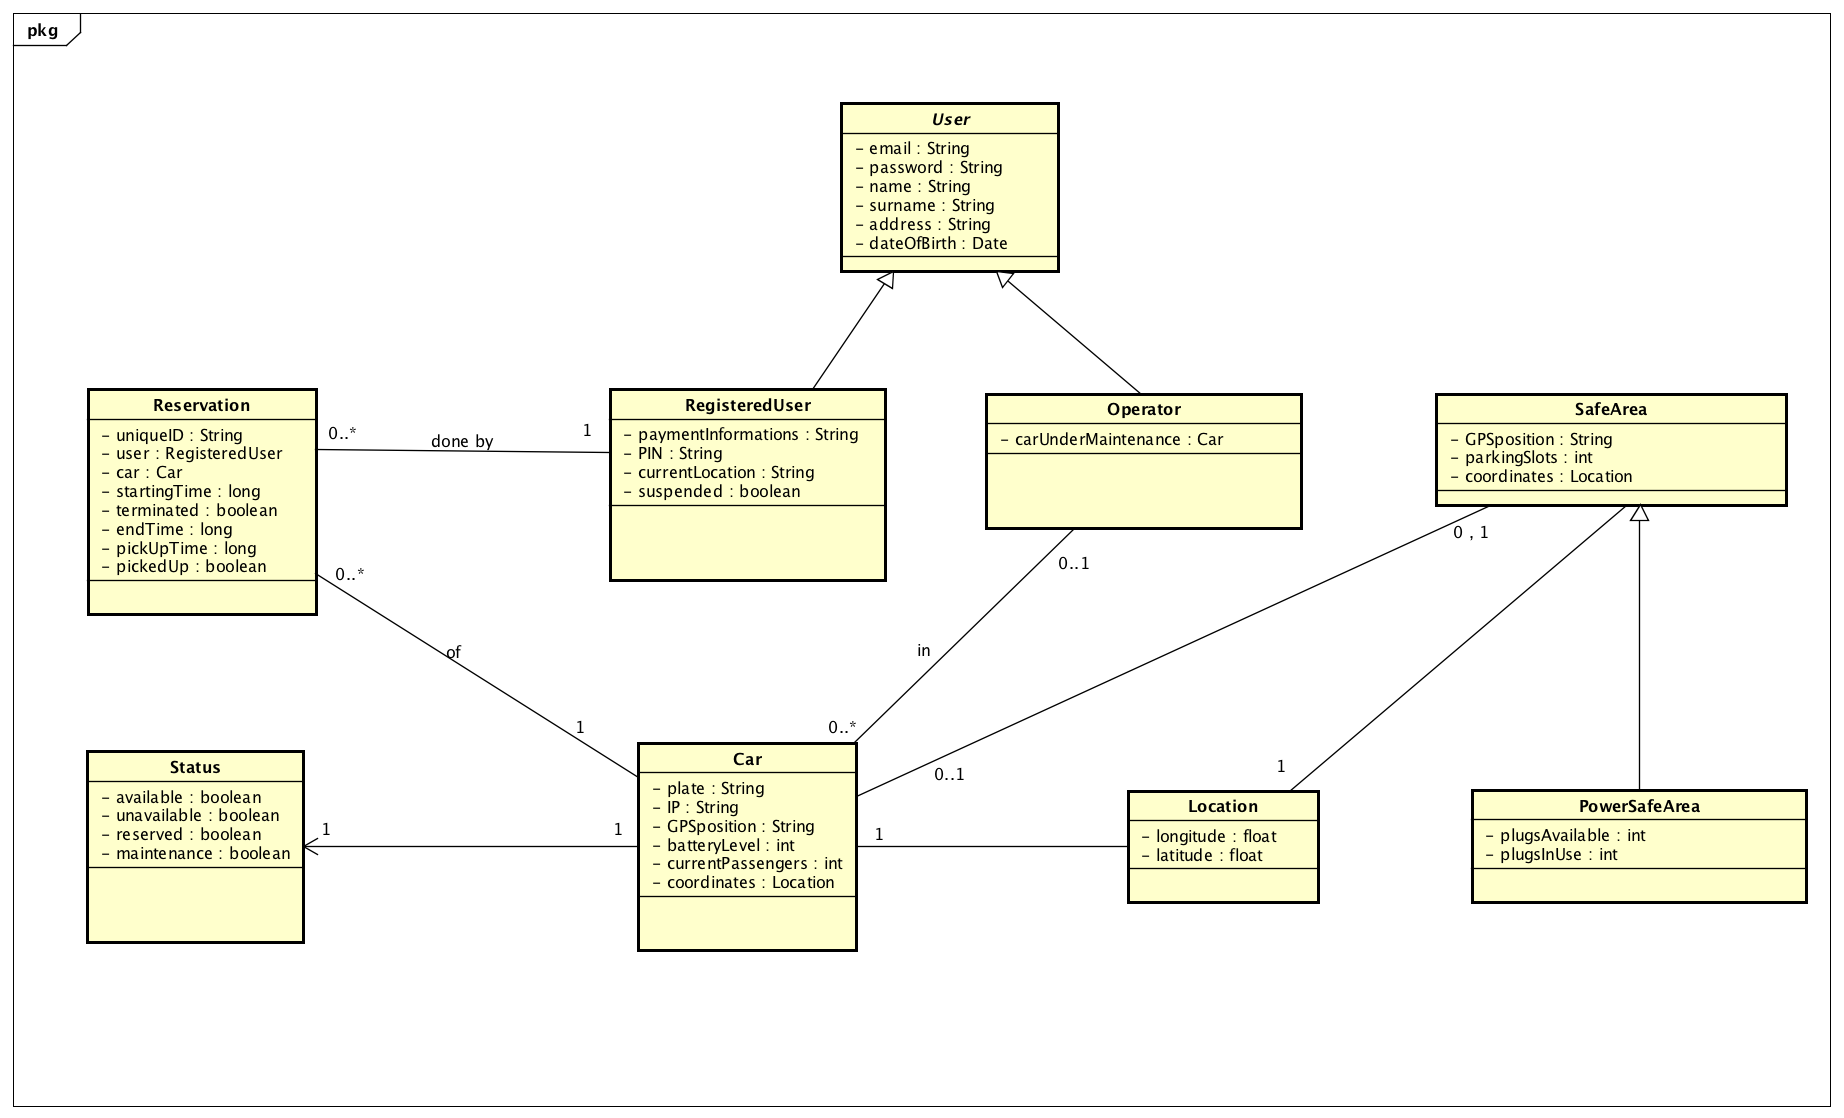 pkg
User
- email : String
- password : String
- name : String
- surname : String
- address : String
- dateOfBirth : Date
Reservation
- uniqueID : String
- user : RegisteredUser
- car : Car
- startingTime : long
- terminated : boolean
- endTime : long
- pickUpTime : long
- pickedUp : boolean
0..*
done by
1
RegisteredUser
- paymentInformations : String
- PIN : String
- currentLocation : String
- suspended : boolean
Operator
- carUnderMaintenance : Car
SafeArea
- GPSposition : String
- parkingSlots : int
- coordinates : Location
0 , 1
0..1
0..*
of
in
1
0..*
0..1
1
Status
- available : boolean
- unavailable : boolean
- reserved : boolean
- maintenance : boolean
1
1
Car
- plate : String
- IP : String
- GPSposition : String
- batteryLevel : int
- currentPassengers : int
- coordinates : Location
1
Location
- longitude : float
- latitude : float
PowerSafeArea
- plugsAvailable : int
- plugsInUse : int